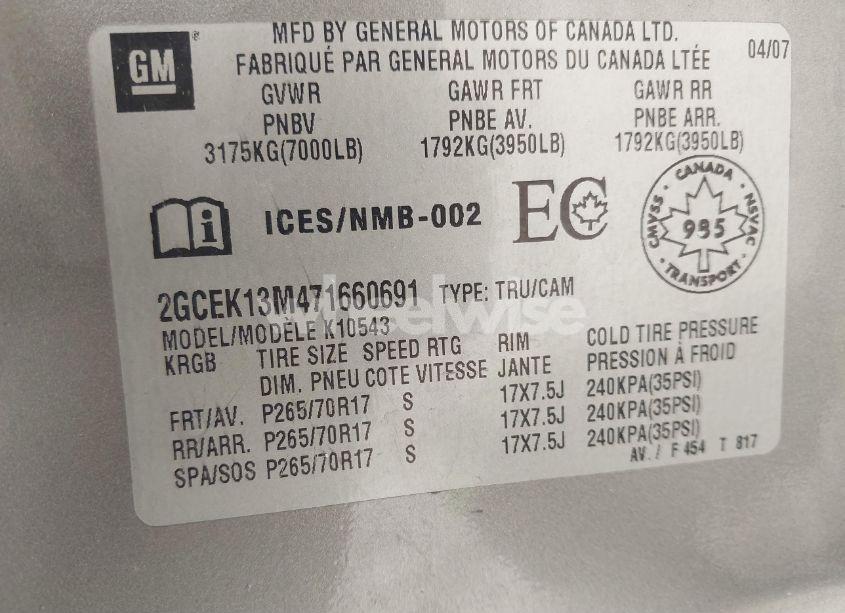 GM
MFD BY GENERAL MOTORS OF CANADA LTD.
FABRIQUÉ PAR GENERAL MOTORS DU CANADA LTÉE
04/07
GVWR GAWR FRT GAWR RR
PNBV PNBE AV. PNBE ARR.
3175KG(7000LB) 1792KG(3950LB) 1792KG(3950LB)
i ICES/NMB-002 EC
CANADA
CMVSS 935 NSVAC
TRANSPORT
2GCEK13M471660691 TYPE: TRU/CAM
wheelwise
MODEL/MODÈLE K10543
KRGB TIRE SIZE SPEED RTG RIM COLD TIRE PRESSURE
DIM. PNEU COTE VITESSE JANTE PRESSION À FROID
FRT/AV. P265/70R17 S 17X7.5J 240KPA(35PSI)
RR/ARR. P265/70R17 S 17X7.5J 240KPA(35PSI)
SPA/SOS P265/70R17 S 17X7.5J 240KPA(35PSI)
AV. / F 454 T 817